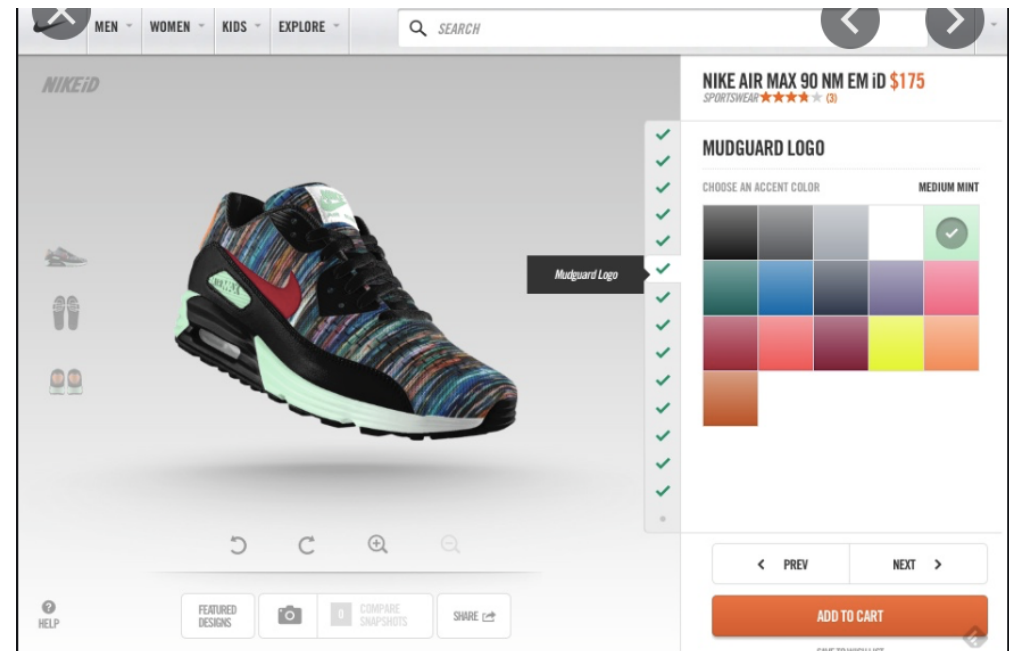 MEN
WOMEN
KIDS
EXPLORE
SEARCH
NIKEiD
NIKE AIR MAX 90 NM EM iD $175
SPORTSWEAR (3)
MUDGUARD LOGO
CHOOSE AN ACCENT COLOR
MEDIUM MINT
Mudguard Logo
PREV
NEXT
ADD TO CART
HELP
FEATURED
DESIGNS
0
COMPARE
SNAPSHOTS
SHARE